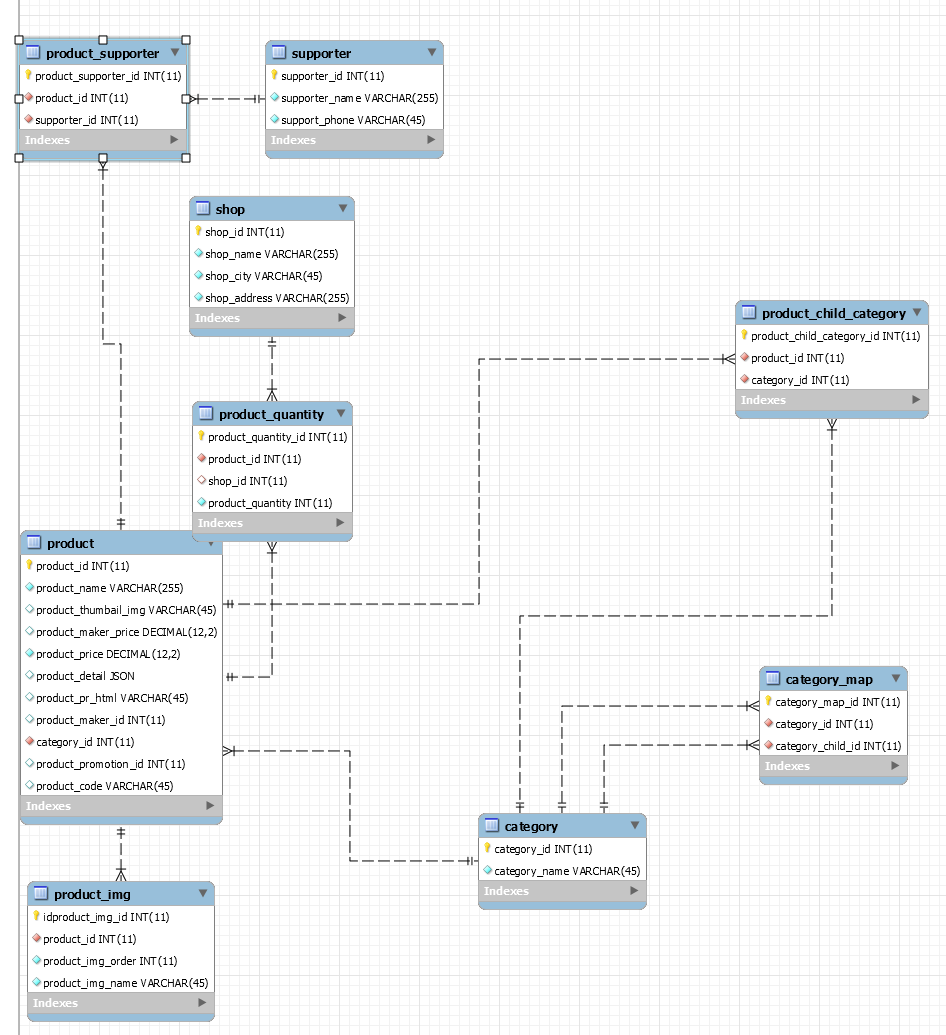 product_supporter
product_supporter_id INT(11)
product_id INT(11)
supporter_id INT(11)
Indexes
supporter
supporter_id INT(11)
supporter_name VARCHAR(255)
support_phone VARCHAR(45)
Indexes
shop
shop_id INT(11)
shop_name VARCHAR(255)
shop_city VARCHAR(45)
shop_address VARCHAR(255)
Indexes
product_child_category
product_child_category_id INT(11)
product_id INT(11)
category_id INT(11)
Indexes
product_quantity
product_quantity_id INT(11)
product_id INT(11)
shop_id INT(11)
product_quantity INT(11)
Indexes
product
product_id INT(11)
product_name VARCHAR(255)
product_thumbail_img VARCHAR(45)
product_maker_price DECIMAL(12,2)
product_price DECIMAL(12,2)
product_detail JSON
product_pr_html VARCHAR(45)
product_maker_id INT(11)
category_id INT(11)
product_promotion_id INT(11)
product_code VARCHAR(45)
Indexes
category_map
category_map_id INT(11)
category_id INT(11)
category_child_id INT(11)
Indexes
category
category_id INT(11)
category_name VARCHAR(45)
Indexes
product_img
idproduct_img_id INT(11)
product_id INT(11)
product_img_order INT(11)
product_img_name VARCHAR(45)
Indexes